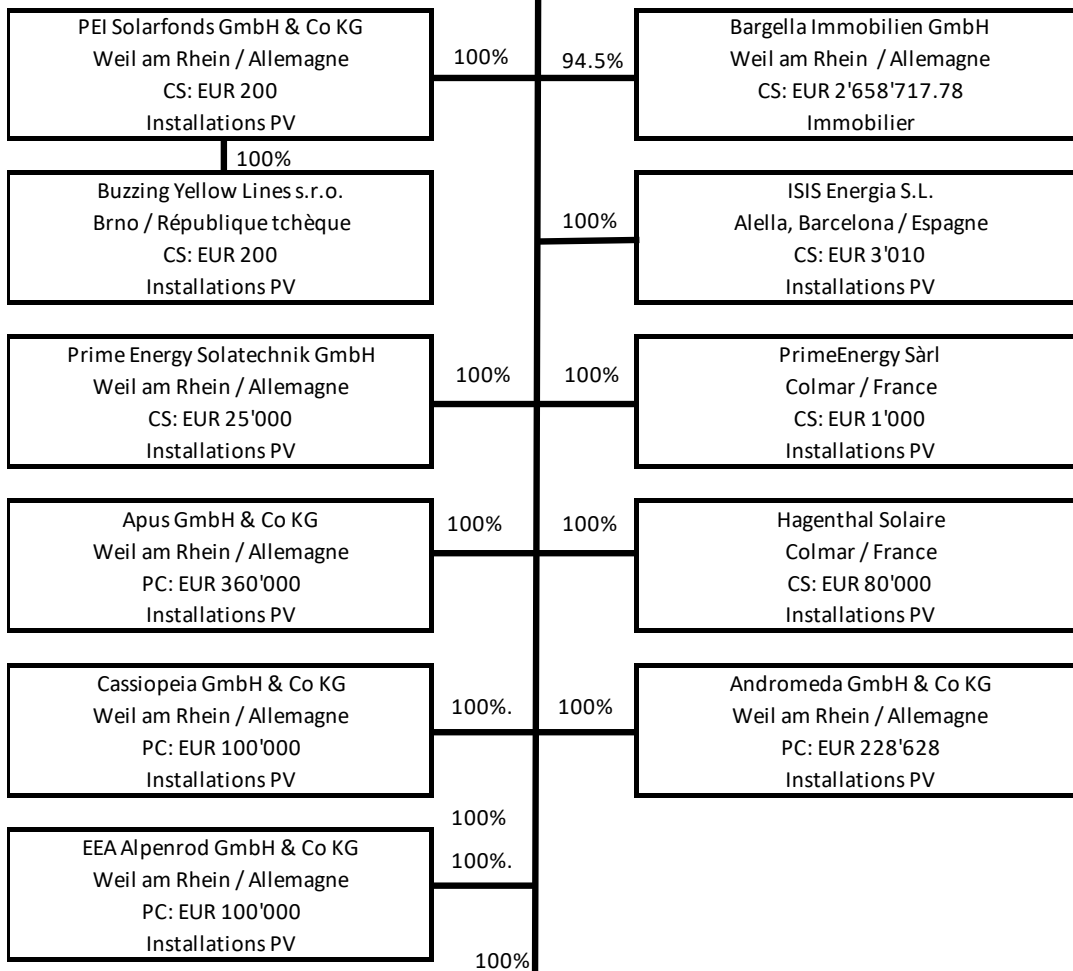 PEI Solarfonds GmbH & Co KG
Weil am Rhein / Allemagne
CS: EUR 200
Installations PV
100%
94.5%
Bargella Immobilien GmbH
Weil am Rhein / Allemagne
CS: EUR 2'658'717.78
Immobilier
100%
Buzzing Yellow Lines s.r.o.
Brno / République tchèque
CS: EUR 200
Installations PV
100%
ISIS Energia S.L.
Alella, Barcelona / Espagne
CS: EUR 3'010
Installations PV
Prime Energy Solatechnik GmbH
Weil am Rhein / Allemagne
CS: EUR 25'000
Installations PV
100%
100%
PrimeEnergy Sàrl
Colmar / France
CS: EUR 1'000
Installations PV
Apus GmbH & Co KG
Weil am Rhein / Allemagne
PC: EUR 360'000
Installations PV
100%
100%
Hagenthal Solaire
Colmar / France
CS: EUR 80'000
Installations PV
Cassiopeia GmbH & Co KG
Weil am Rhein / Allemagne
PC: EUR 100'000
Installations PV
100%.
100%
Andromeda GmbH & Co KG
Weil am Rhein / Allemagne
PC: EUR 228'628
Installations PV
100%
EEA Alpenrod GmbH & Co KG
Weil am Rhein / Allemagne
PC: EUR 100'000
Installations PV
100%.
100%